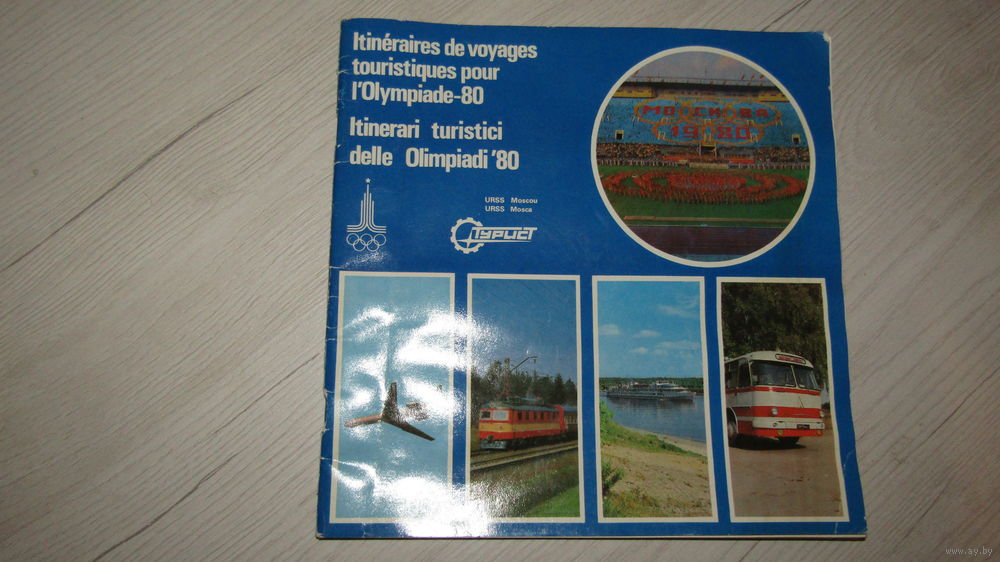 Itinéraires de voyages
touristiques pour
l'Olympiade-80
Itinerari turistici
delle Olimpiadi '80
URSS Moscou
URSS Mosca
ТУРИСТ
МОСКВА
1980
www.ay.by